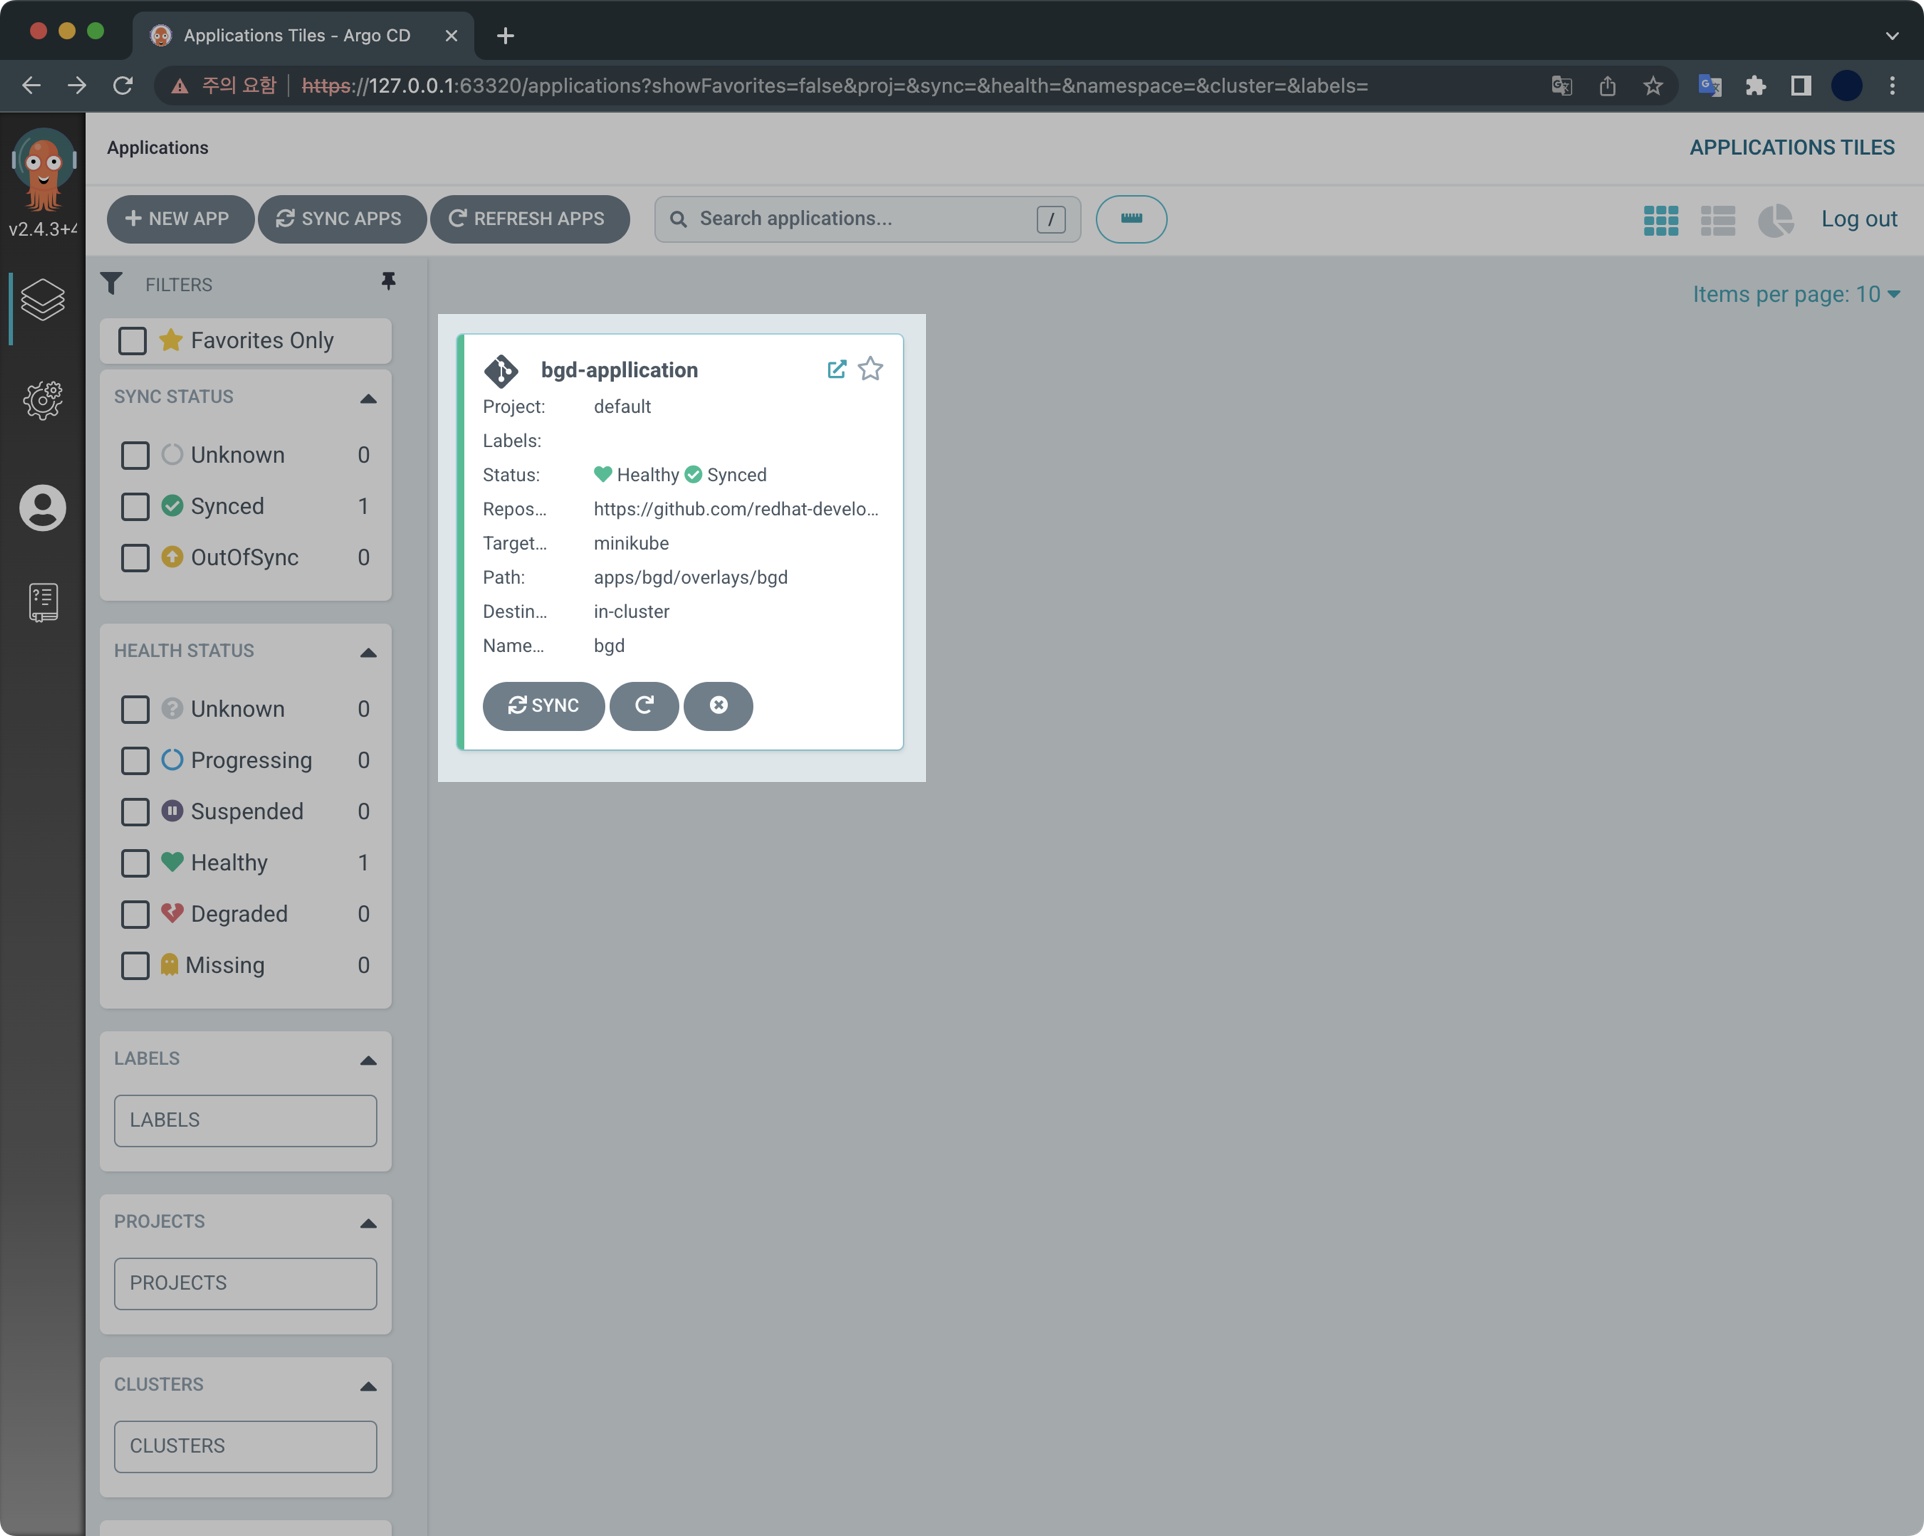 Applications Tiles - Argo CD
주의 요함 https://127.0.0.1:63320/applications?showFavorites=false&proj=&sync=&health=&namespace=&cluster=&labels=
v2.4.3+4
Applications
APPLICATIONS TILES
NEW APP
SYNC APPS
REFRESH APPS
Search applications...
/
Log out
FILTERS
Items per page: 10
Favorites Only
SYNC STATUS
Unknown 0
Synced 1
OutOfSync 0
HEALTH STATUS
Unknown 0
Progressing 0
Suspended 0
Healthy 1
Degraded 0
Missing 0
LABELS
LABELS
PROJECTS
PROJECTS
CLUSTERS
CLUSTERS
bgd-appllication
Project: default
Labels:
Status: Healthy Synced
Repos... https://github.com/redhat-develo...
Target... minikube
Path: apps/bgd/overlays/bgd
Destin... in-cluster
Name... bgd
SYNC